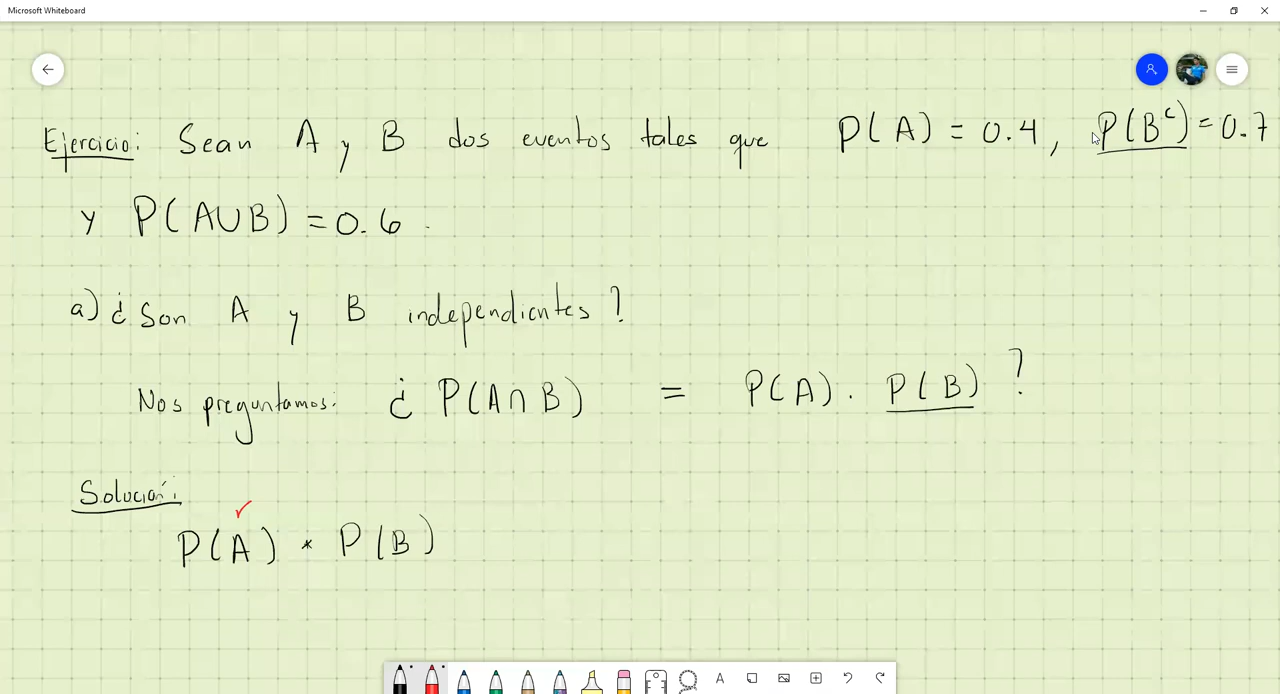 Microsoft Whiteboard
Ejercicio: Sean A y B dos eventos tales que P(A) = 0.4, P(Bᶜ) = 0.7
y P(A∪B) = 0.6.
a) ¿Son A y B independientes?
Nos preguntamos: ¿P(A∩B) = P(A) · P(B)?
Solución:
P(A) * P(B)
A